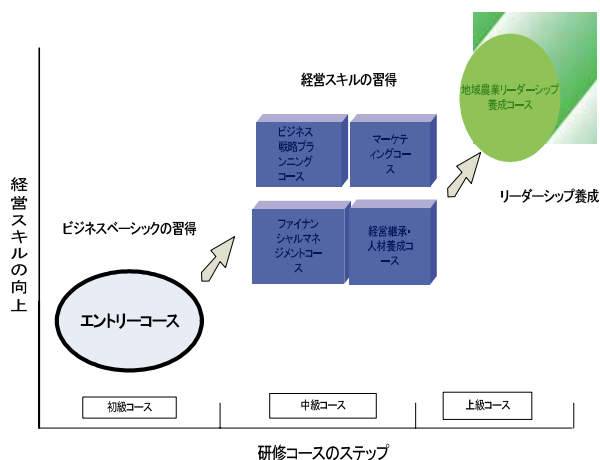 地域農業リーダーシップ
養成コース
経営スキルの習得
ビジネス
戦略プラ
ンニング
コース
マーケテ
ィングコー
ス
リーダーシップ養成
経営スキルの向上
ビジネスベーシックの習得
ファイナン
シャルマネ
ジメントコー
ス
経営継承・
人材養成コ
ース
エントリーコース
初級コース
中級コース
上級コース
研修コースのステップ